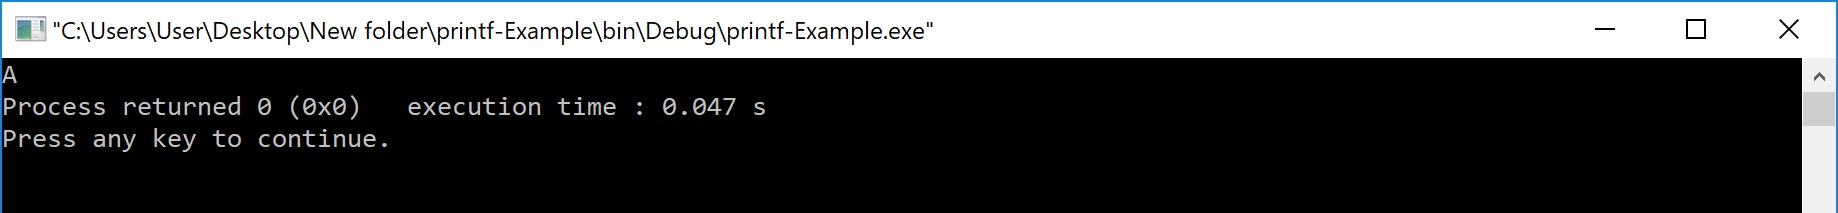 "C:\Users\User\Desktop\New folder\printf-Example\bin\Debug\printf-Example.exe"
A
Process returned 0 (0x0)   execution time : 0.047 s
Press any key to continue.